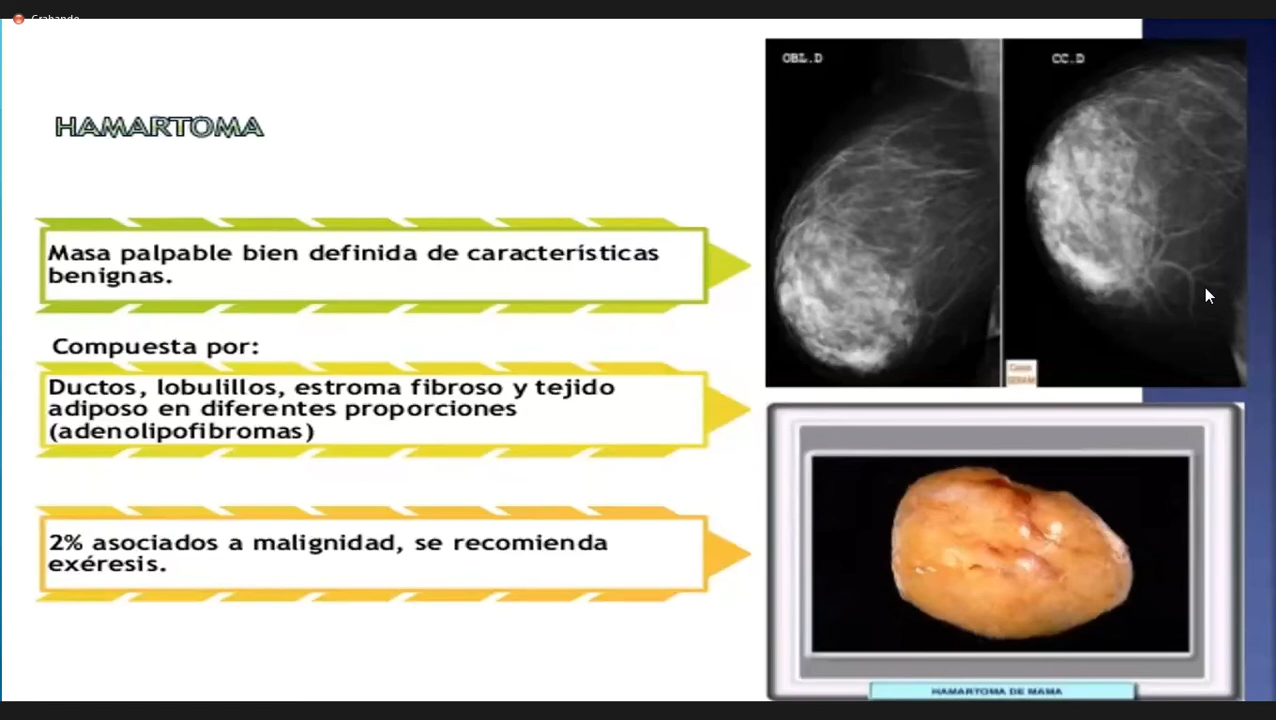 Grabando
HAMARTOMA
Masa palpable bien definida de características
benignas.
Compuesta por:
Ductos, lobulillos, estroma fibroso y tejido
adiposo en diferentes proporciones
(adenolipofibromas)
2% asociados a malignidad, se recomienda
exéresis.
OBL.D
CC.D
HAMARTOMA DE MAMA